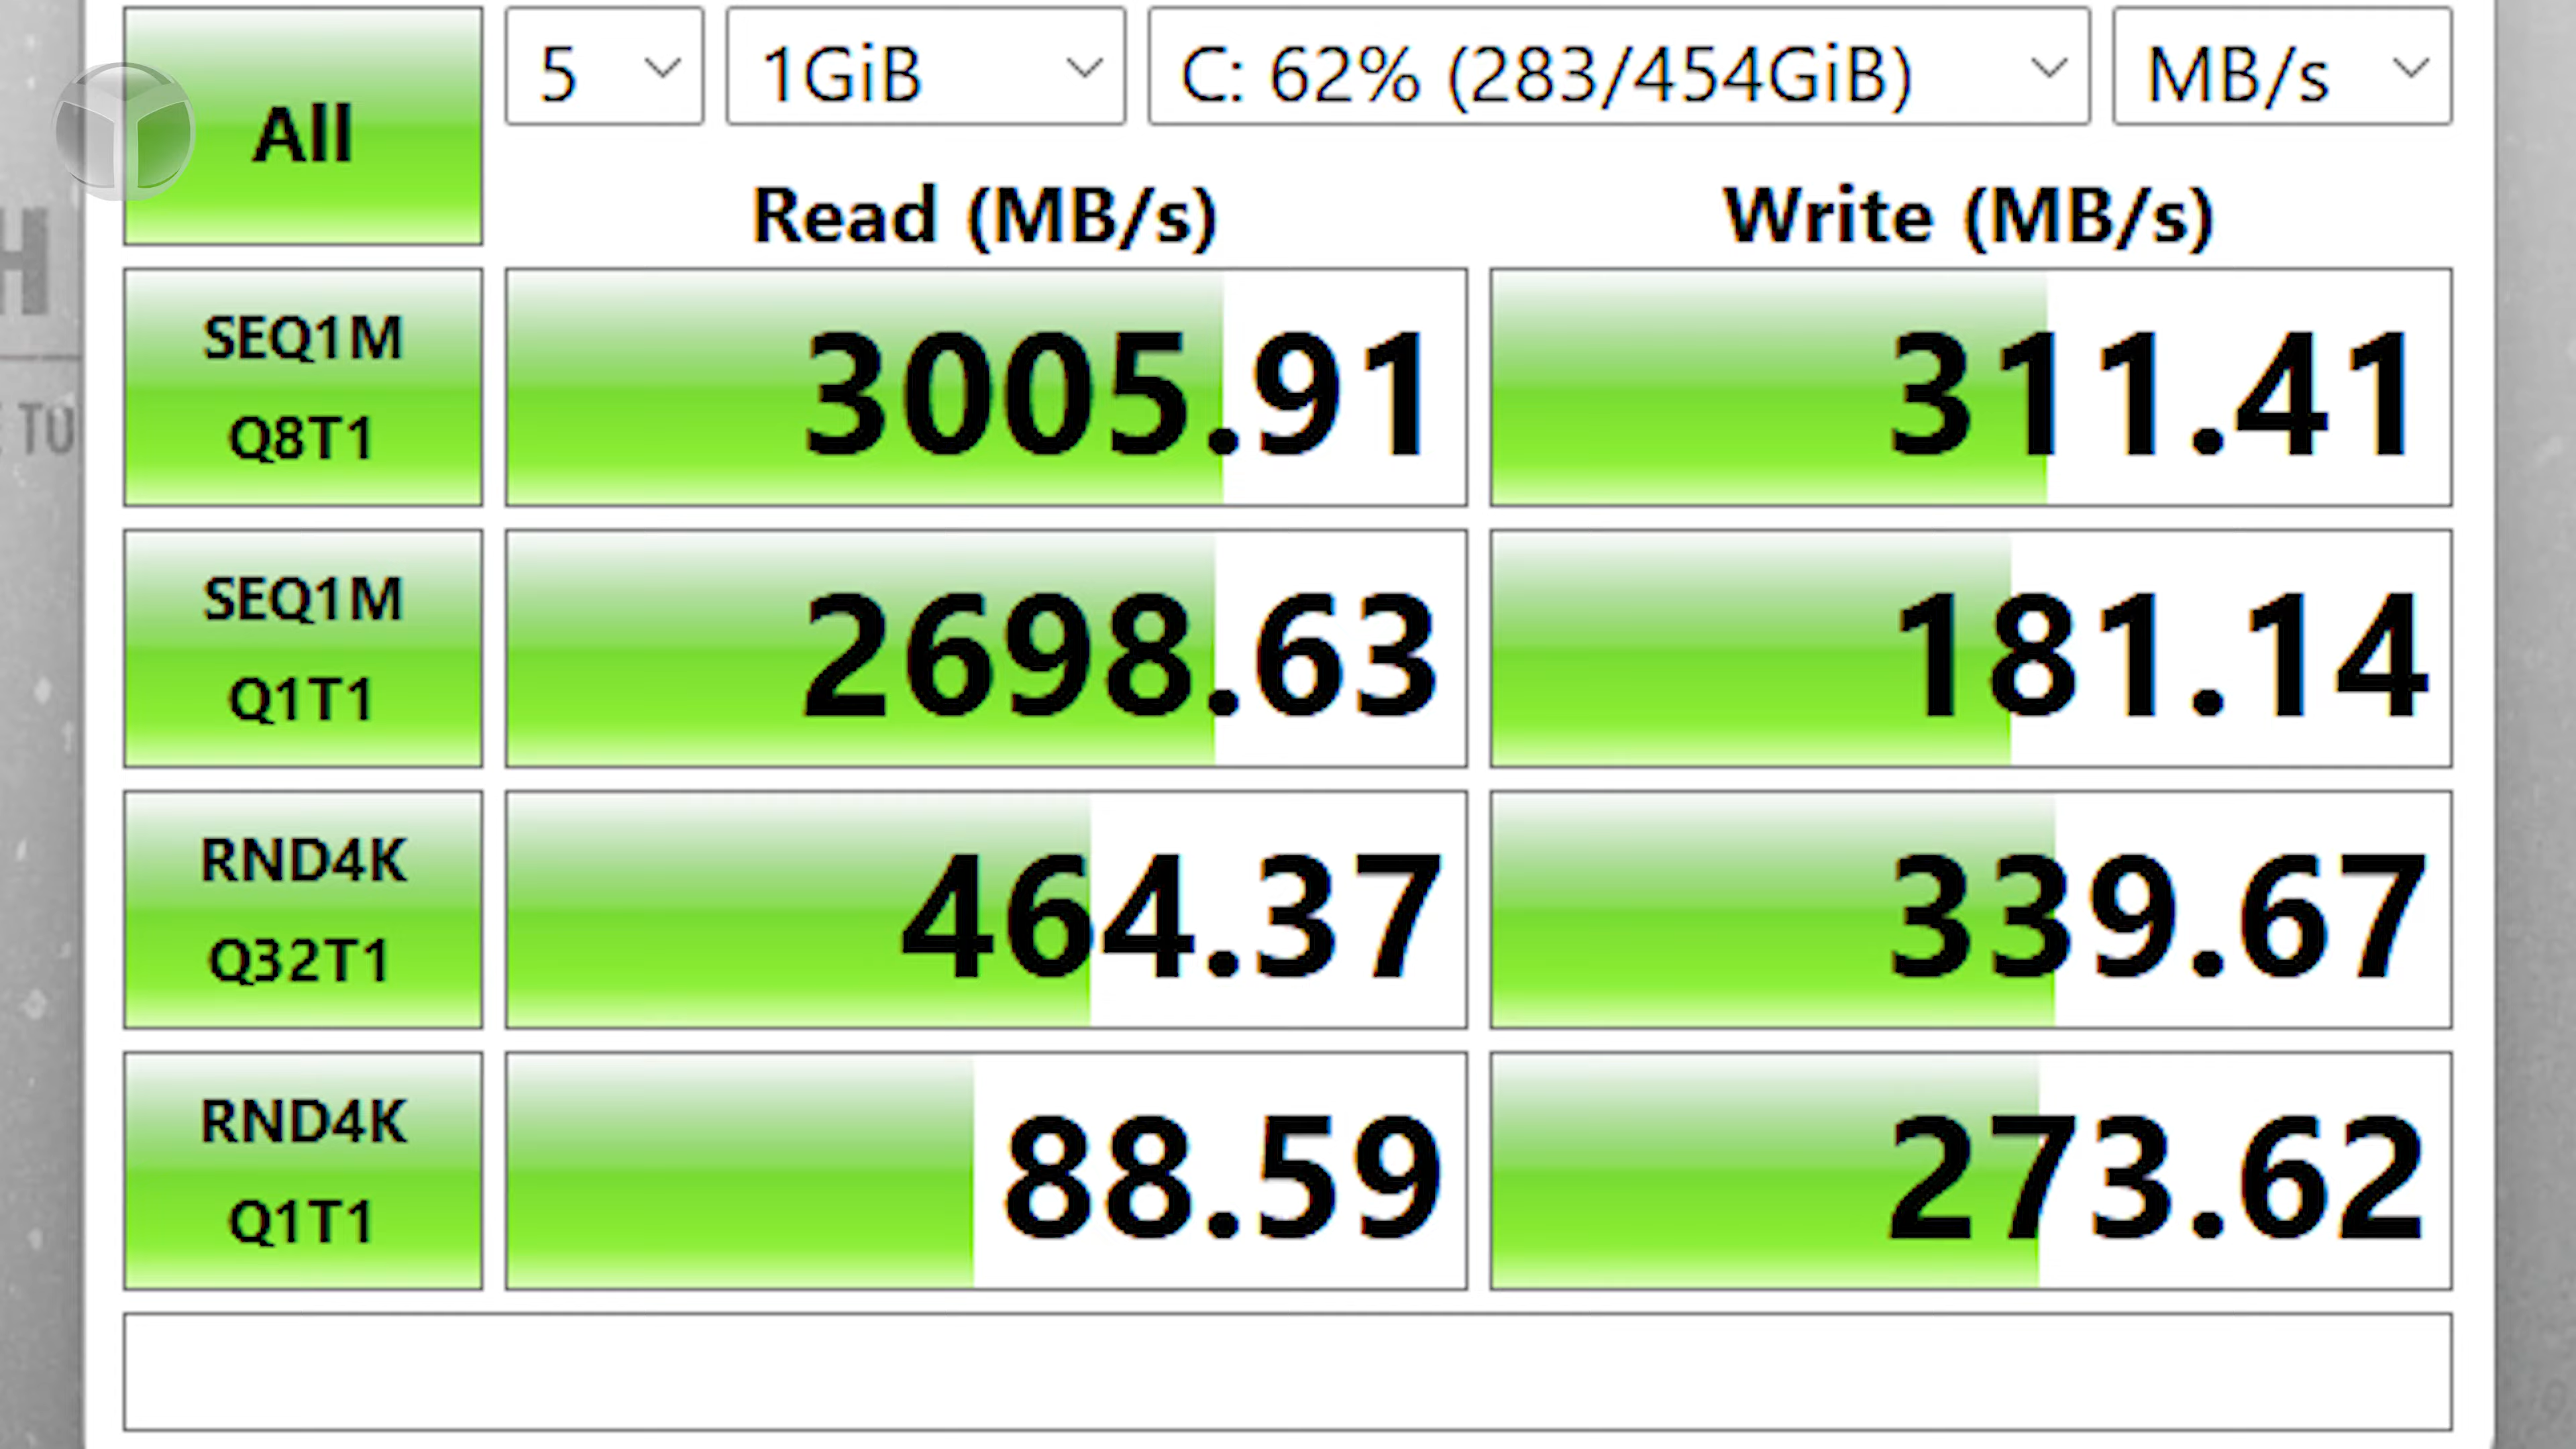 All
5
1GiB
C: 62% (283/454GiB)
MB/s
Read (MB/s)
Write (MB/s)
SEQ1M
Q8T1
3005.91
311.41
SEQ1M
Q1T1
2698.63
181.14
RND4K
Q32T1
464.37
339.67
RND4K
Q1T1
88.59
273.62
H
E TO